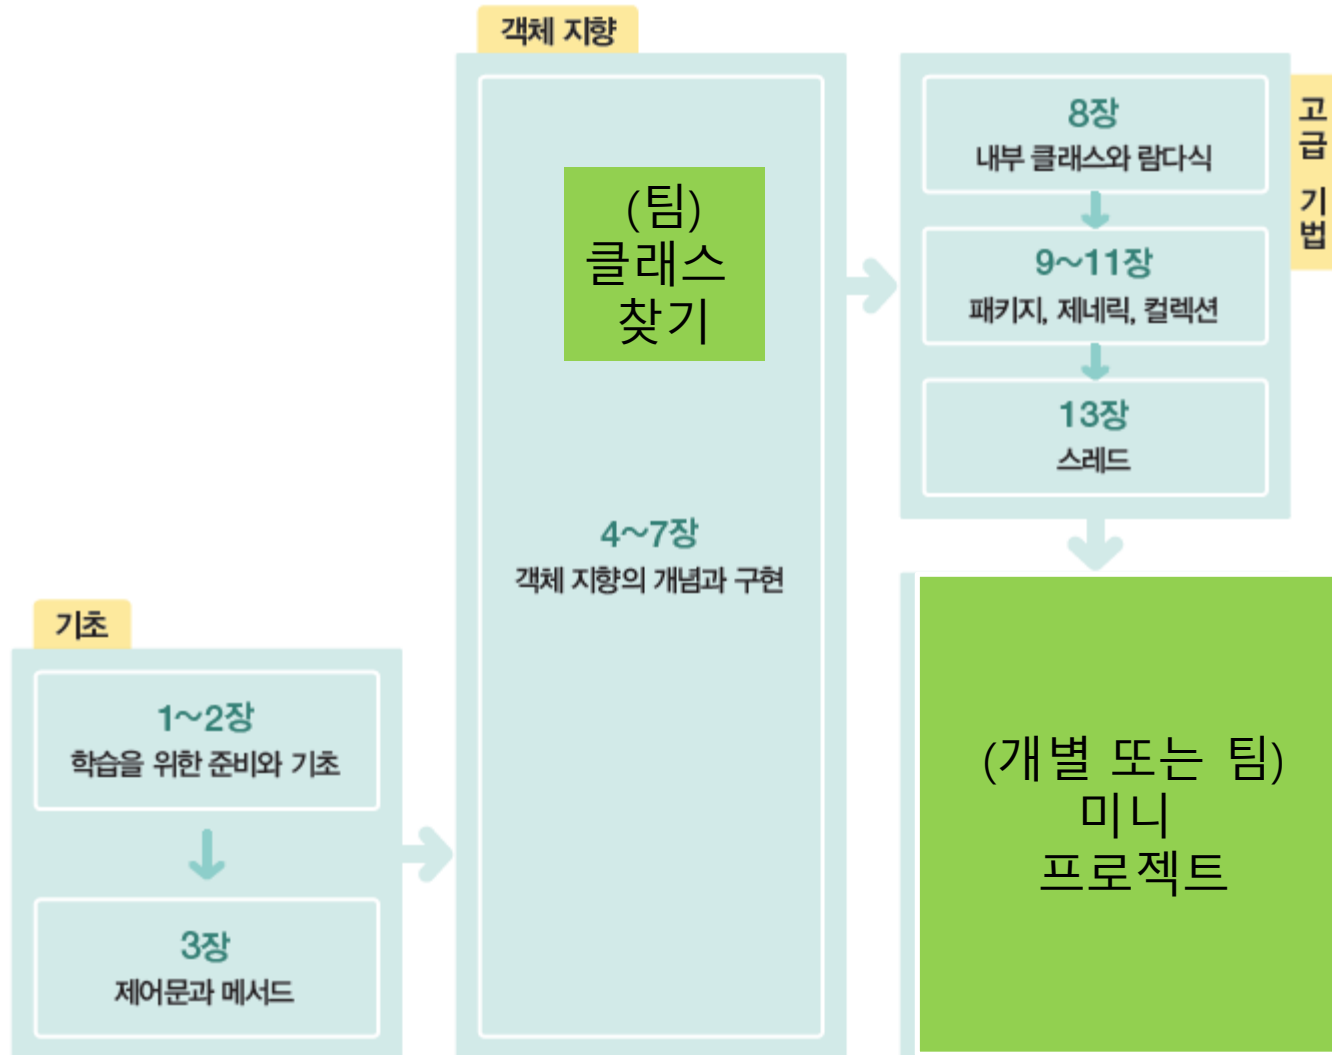 기초
1~2장
학습을 위한 준비와 기초
3장
제어문과 메서드
객체 지향
(팀)
클래스
찾기
4~7장
객체 지향의 개념과 구현
고급 기법
8장
내부 클래스와 람다식
9~11장
패키지, 제네릭, 컬렉션
13장
스레드
(개별 또는 팀)
미니
프로젝트